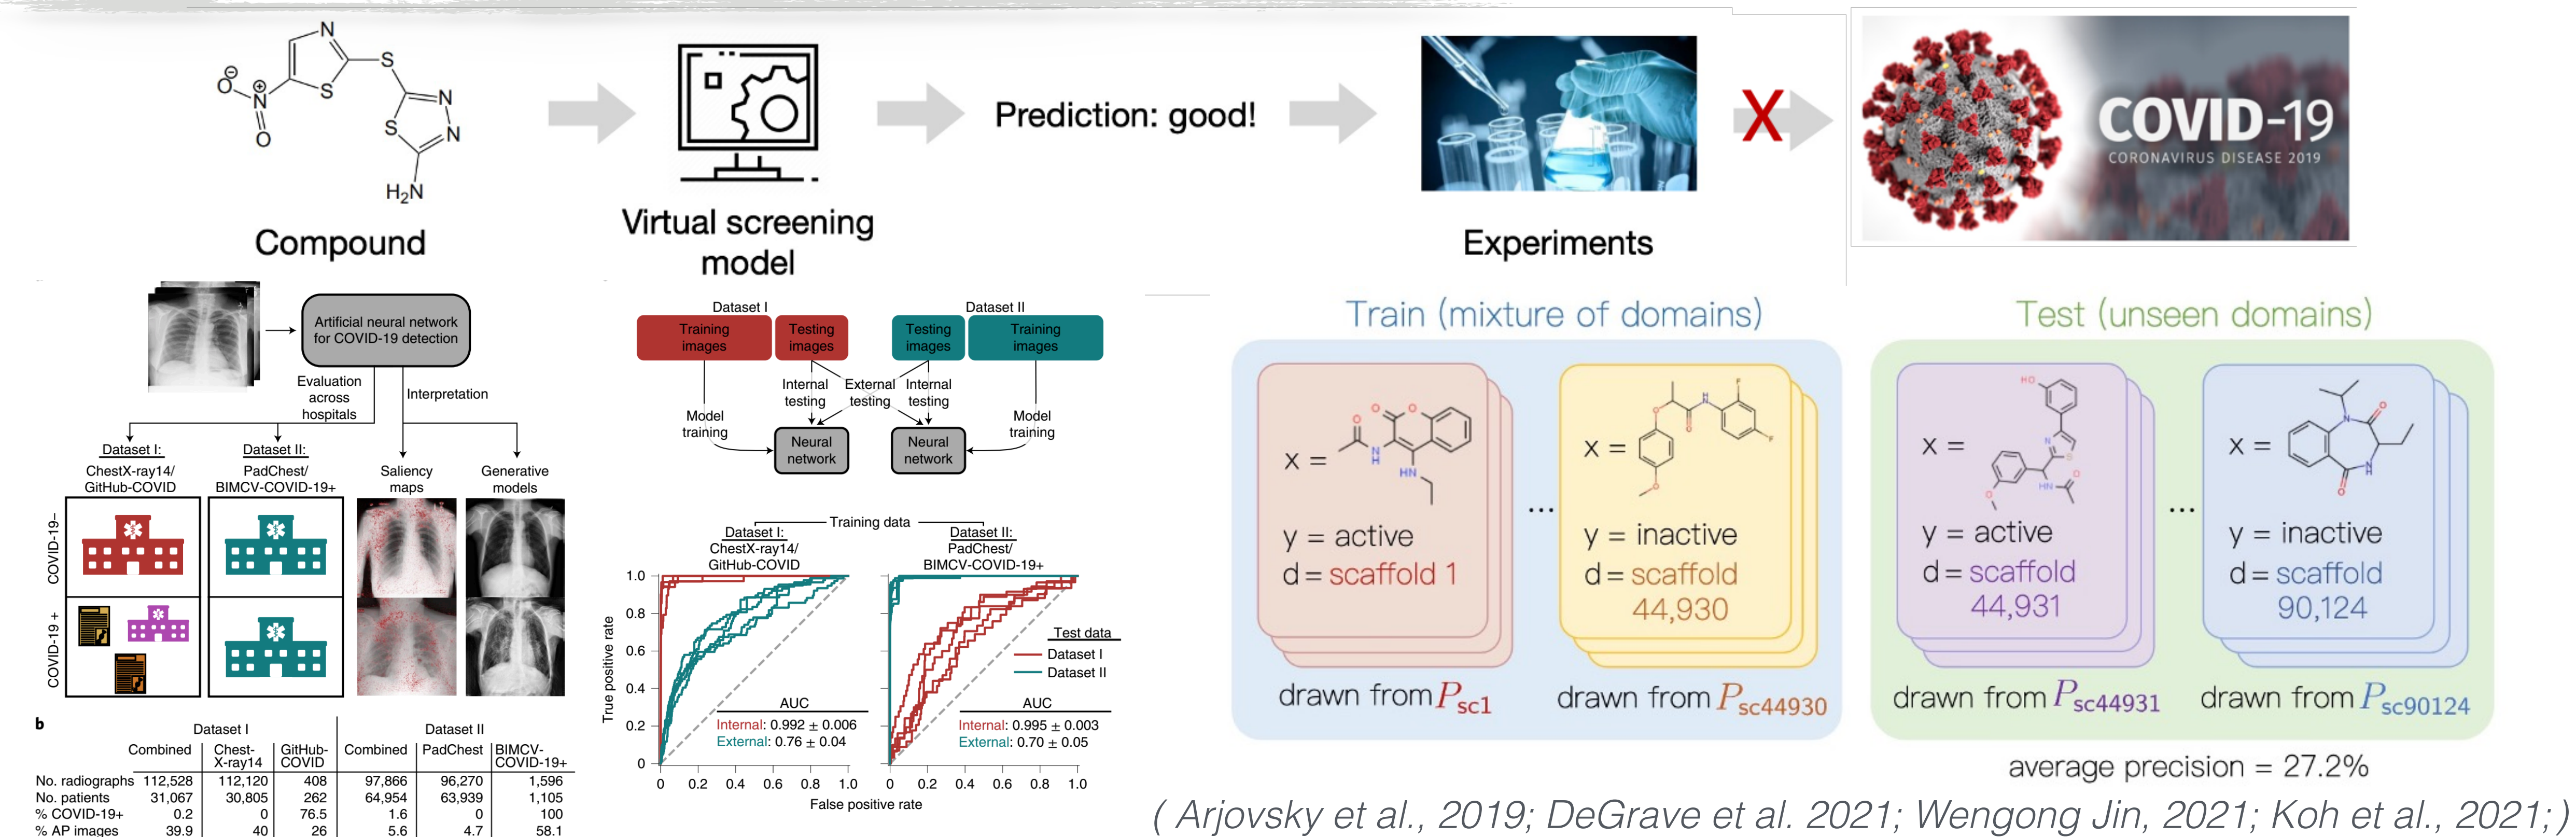 N
S
S
N
N
S
O
N
O
H₂N
Compound
Virtual screening
model
Prediction: good!
Experiments
X
COVID-19
CORONAVIRUS DISEASE 2019
Artificial neural network
for COVID-19 detection
Evaluation
across
hospitals
Interpretation
Dataset I:
ChestX-ray14/
GitHub-COVID
Dataset II:
PadChest/
BIMCV-COVID-19+
Saliency
maps
Generative
models
COVID-19–
COVID-19 +
b
Dataset I
Dataset II
Combined
Chest-
X-ray14
GitHub-
COVID
Combined
PadChest
BIMCV-
COVID-19+
No. radiographs 112,528 112,120 408 97,866 96,270 1,596
No. patients 31,067 30,805 262 64,954 63,939 1,105
% COVID-19+ 0.2 0 76.5 1.6 0 100
% AP images 39.9 40 26 5.6 4.7 58.1
Dataset I
Dataset II
Training
images
Testing
images
Testing
images
Training
images
Internal
testing
External
testing
Internal
testing
Model
training
Model
training
Neural
network
Neural
network
Training data
Dataset I:
ChestX-ray14/
GitHub-COVID
Dataset II:
PadChest/
BIMCV-COVID-19+
True positive rate
1.0
0.8
0.6
0.4
0.2
0
0 0.2 0.4 0.6 0.8 1.0
0 0.2 0.4 0.6 0.8 1.0
False positive rate
AUC
Internal: 0.992 ± 0.006
External: 0.76 ± 0.04
AUC
Internal: 0.995 ± 0.003
External: 0.70 ± 0.05
Test data
Dataset I
Dataset II
Train (mixture of domains)
x =
y = active
d = scaffold 1
drawn from Psc1
...
x =
y = inactive
d = scaffold
44,930
drawn from Psc44930
Test (unseen domains)
x =
y = active
d = scaffold
44,931
drawn from Psc44931
...
x =
y = inactive
d = scaffold
90,124
drawn from Psc90124
average precision = 27.2%
( Arjovsky et al., 2019; DeGrave et al. 2021; Wengong Jin, 2021; Koh et al., 2021; )